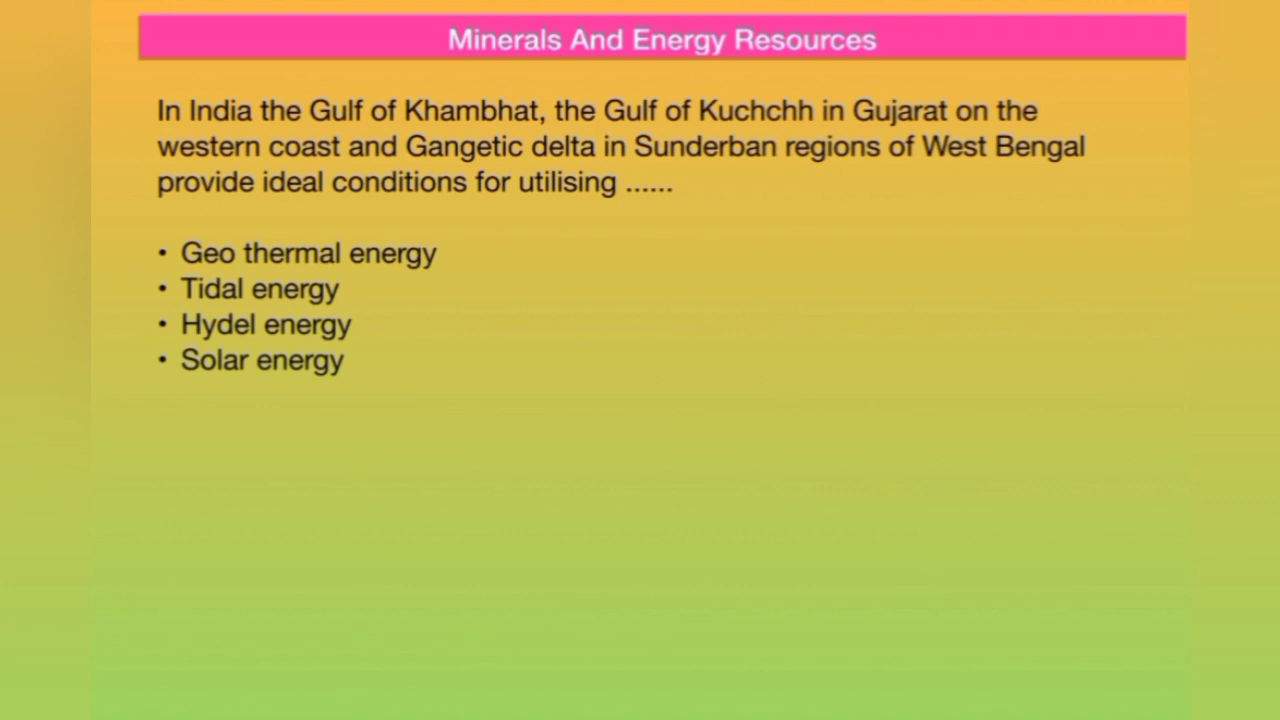 Minerals And Energy Resources
In India the Gulf of Khambhat, the Gulf of Kuchchh in Gujarat on the
western coast and Gangetic delta in Sunderban regions of West Bengal
provide ideal conditions for utilising ......
• Geo thermal energy
• Tidal energy
• Hydel energy
• Solar energy